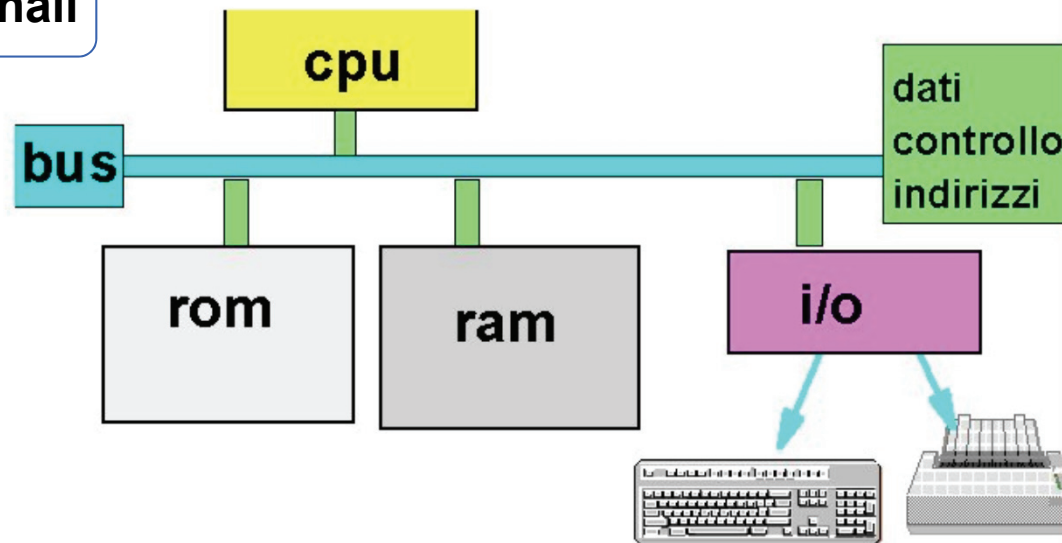 cpu
dati
controllo
indirizzi
bus
rom
ram
i/o